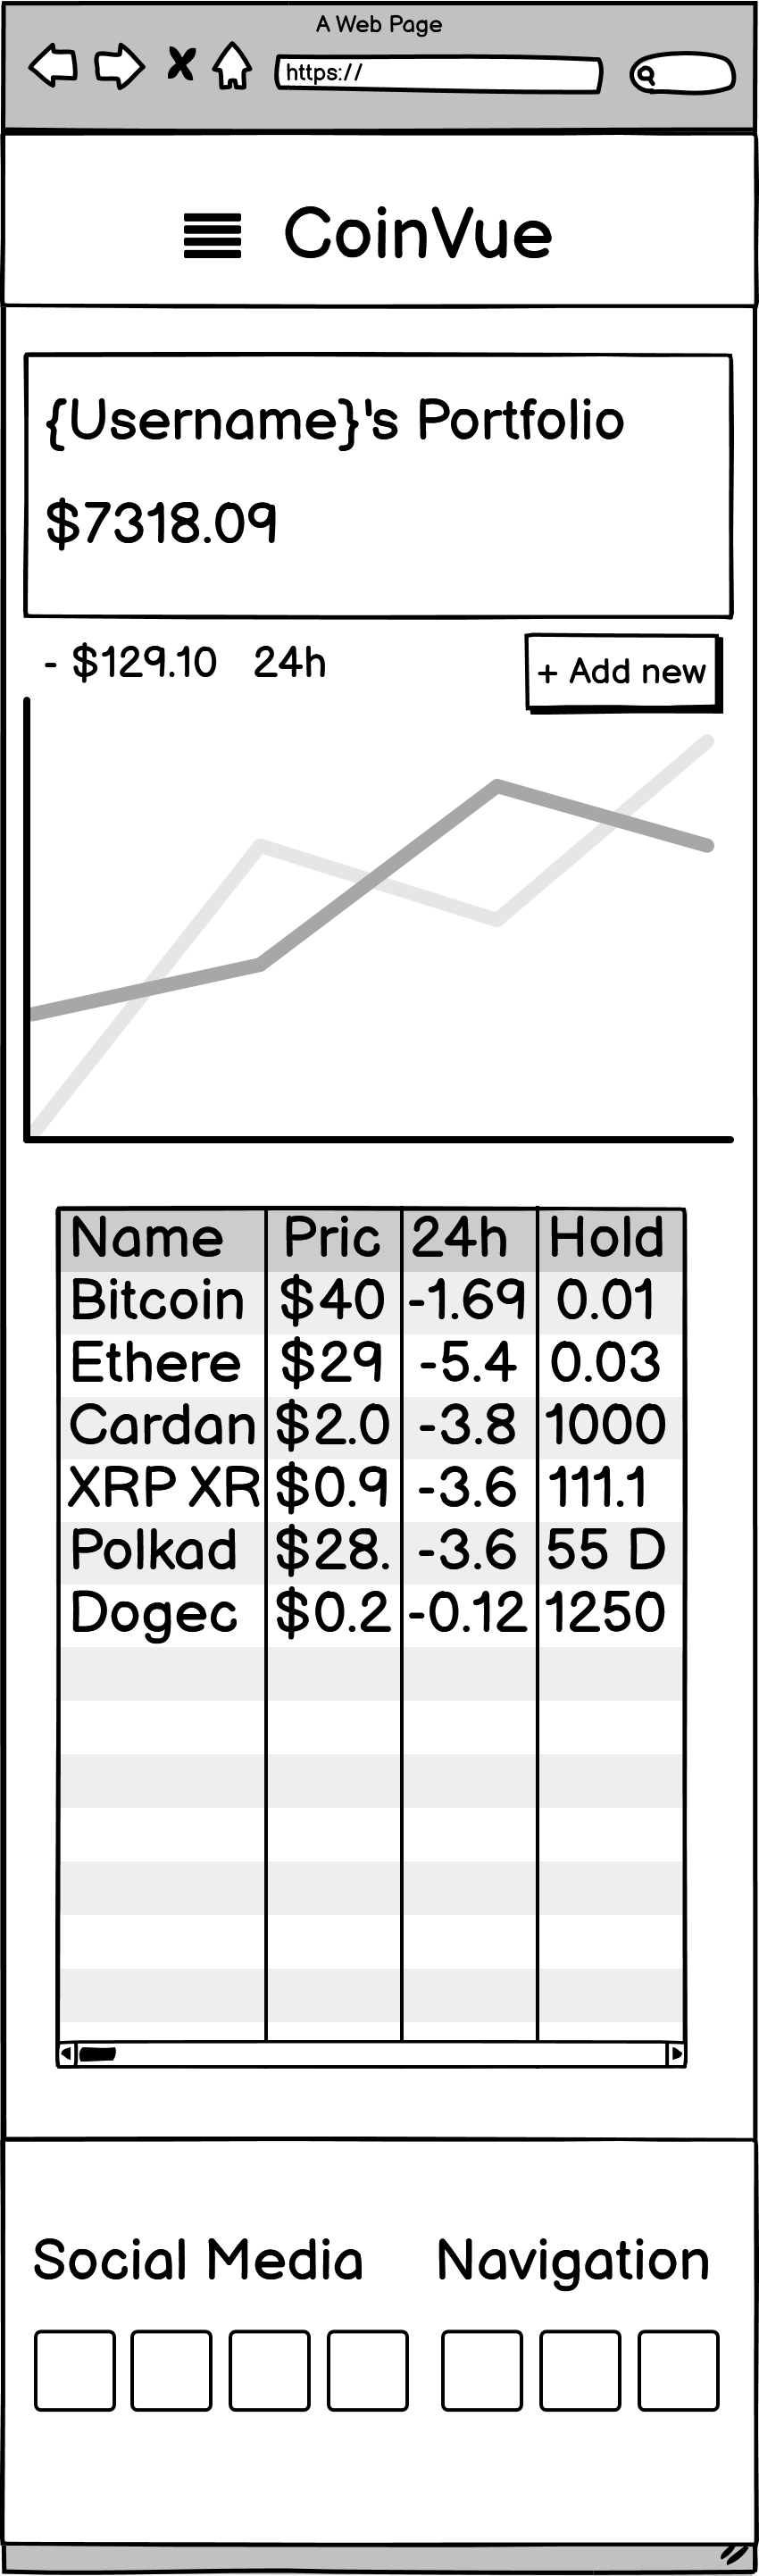 A Web Page
https://
CoinVue
{Username}'s Portfolio
$7318.09
- $129.10 24h
+ Add new
Name Pric 24h Hold
Bitcoin $40 -1.69 0.01
Ethere $29 -5.4 0.03
Cardan $2.0 -3.8 1000
XRP XR $0.9 -3.6 111.1
Polkad $28. -3.6 55 D
Dogec $0.2 -0.12 1250
Social Media Navigation